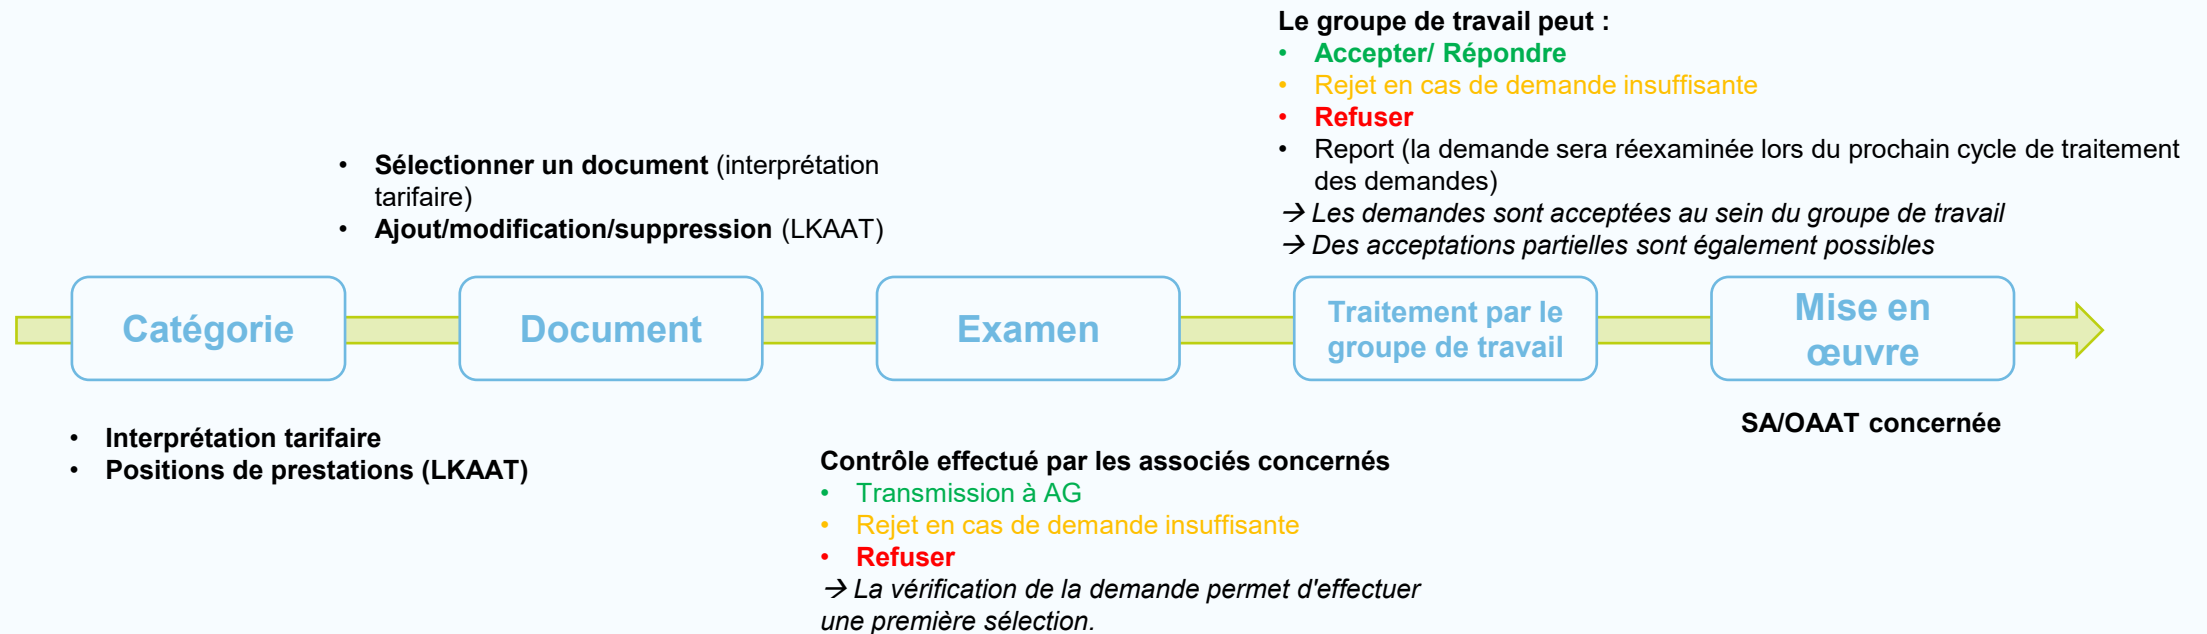 Le groupe de travail peut :
• Accepter/ Répondre
• Rejet en cas de demande insuffisante
• Refuser
• Report (la demande sera réexaminée lors du prochain cycle de traitement
des demandes)
→ Les demandes sont acceptées au sein du groupe de travail
→ Des acceptations partielles sont également possibles
• Sélectionner un document (interprétation
tarifaire)
• Ajout/modification/suppression (LKAAT)
Catégorie
Document
Examen
Traitement par le
groupe de travail
Mise en
œuvre
• Interprétation tarifaire
• Positions de prestations (LKAAT)
Contrôle effectué par les associés concernés
• Transmission à AG
• Rejet en cas de demande insuffisante
• Refuser
→ La vérification de la demande permet d'effectuer
une première sélection.
SA/OAAT concernée